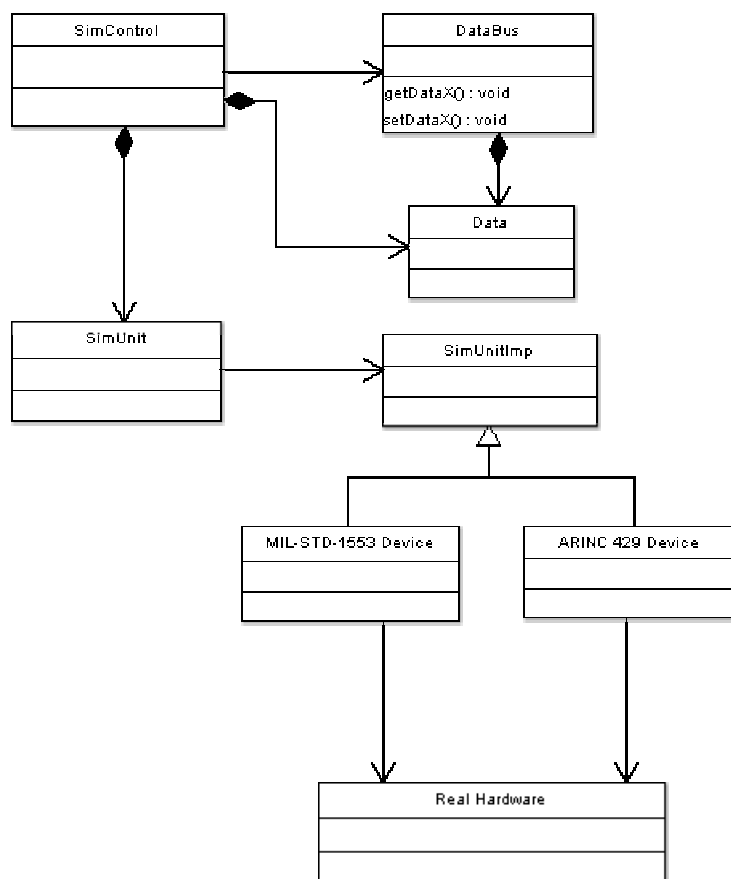 SimControl
DataBus
getDataX() : void
setDataX() : void
Data
SimUnit
SimUnitImp
MIL-STD-1553 Device
ARINC 429 Device
Real Hardware